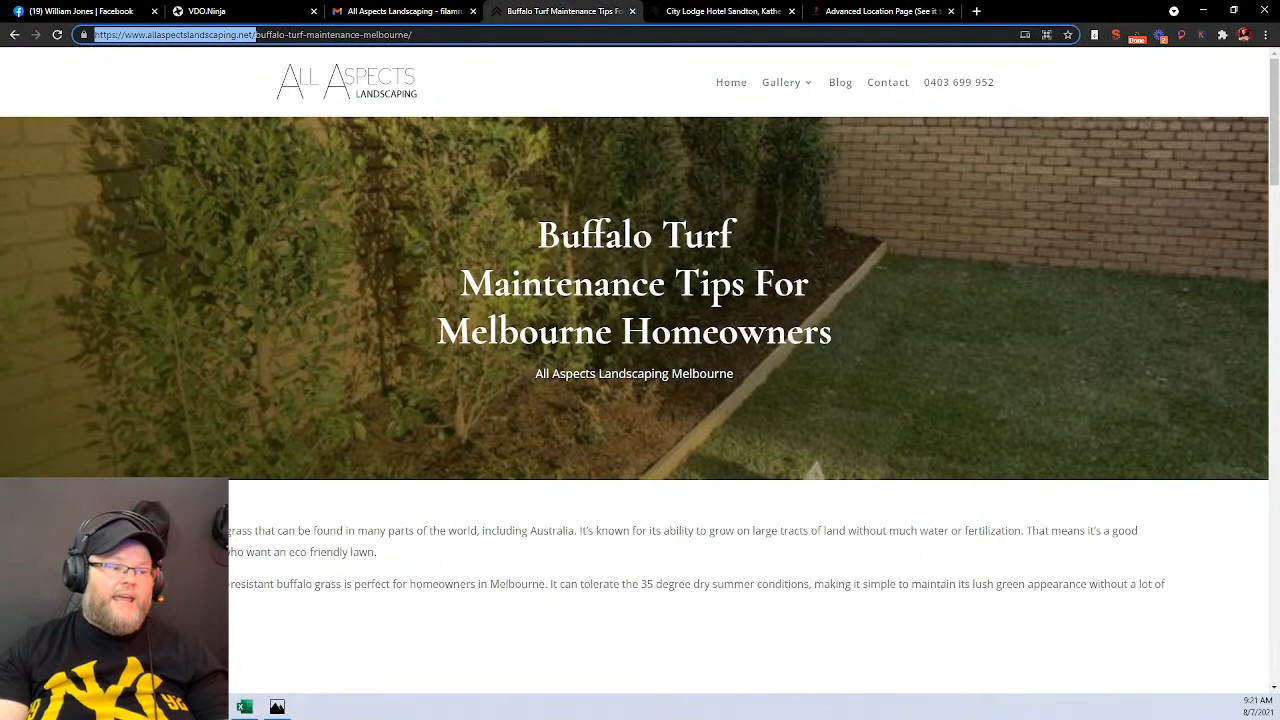 (19) William Jones | Facebook
VDO.Ninja
All Aspects Landscaping - filamn
Buffalo Turf Maintenance Tips Fo
City Lodge Hotel Sandton, Kathe
Advanced Location Page (See it
https://www.allaspectslandscaping.net/buffalo-turf-maintenance-melbourne/
Done
2
ALL ASPECTS
LANDSCAPING
Home Gallery Blog Contact 0403 699 952
Buffalo Turf
Maintenance Tips For
Melbourne Homeowners
All Aspects Landscaping Melbourne
grass that can be found in many parts of the world, including Australia. It's known for its ability to grow on large tracts of land without much water or fertilization. That means it's a good
who want an eco-friendly lawn.
-resistant buffalo grass is perfect for homeowners in Melbourne. It can tolerate the 35 degree dry summer conditions, making it simple to maintain its lush green appearance without a lot of
9:21 AM
8/7/2021